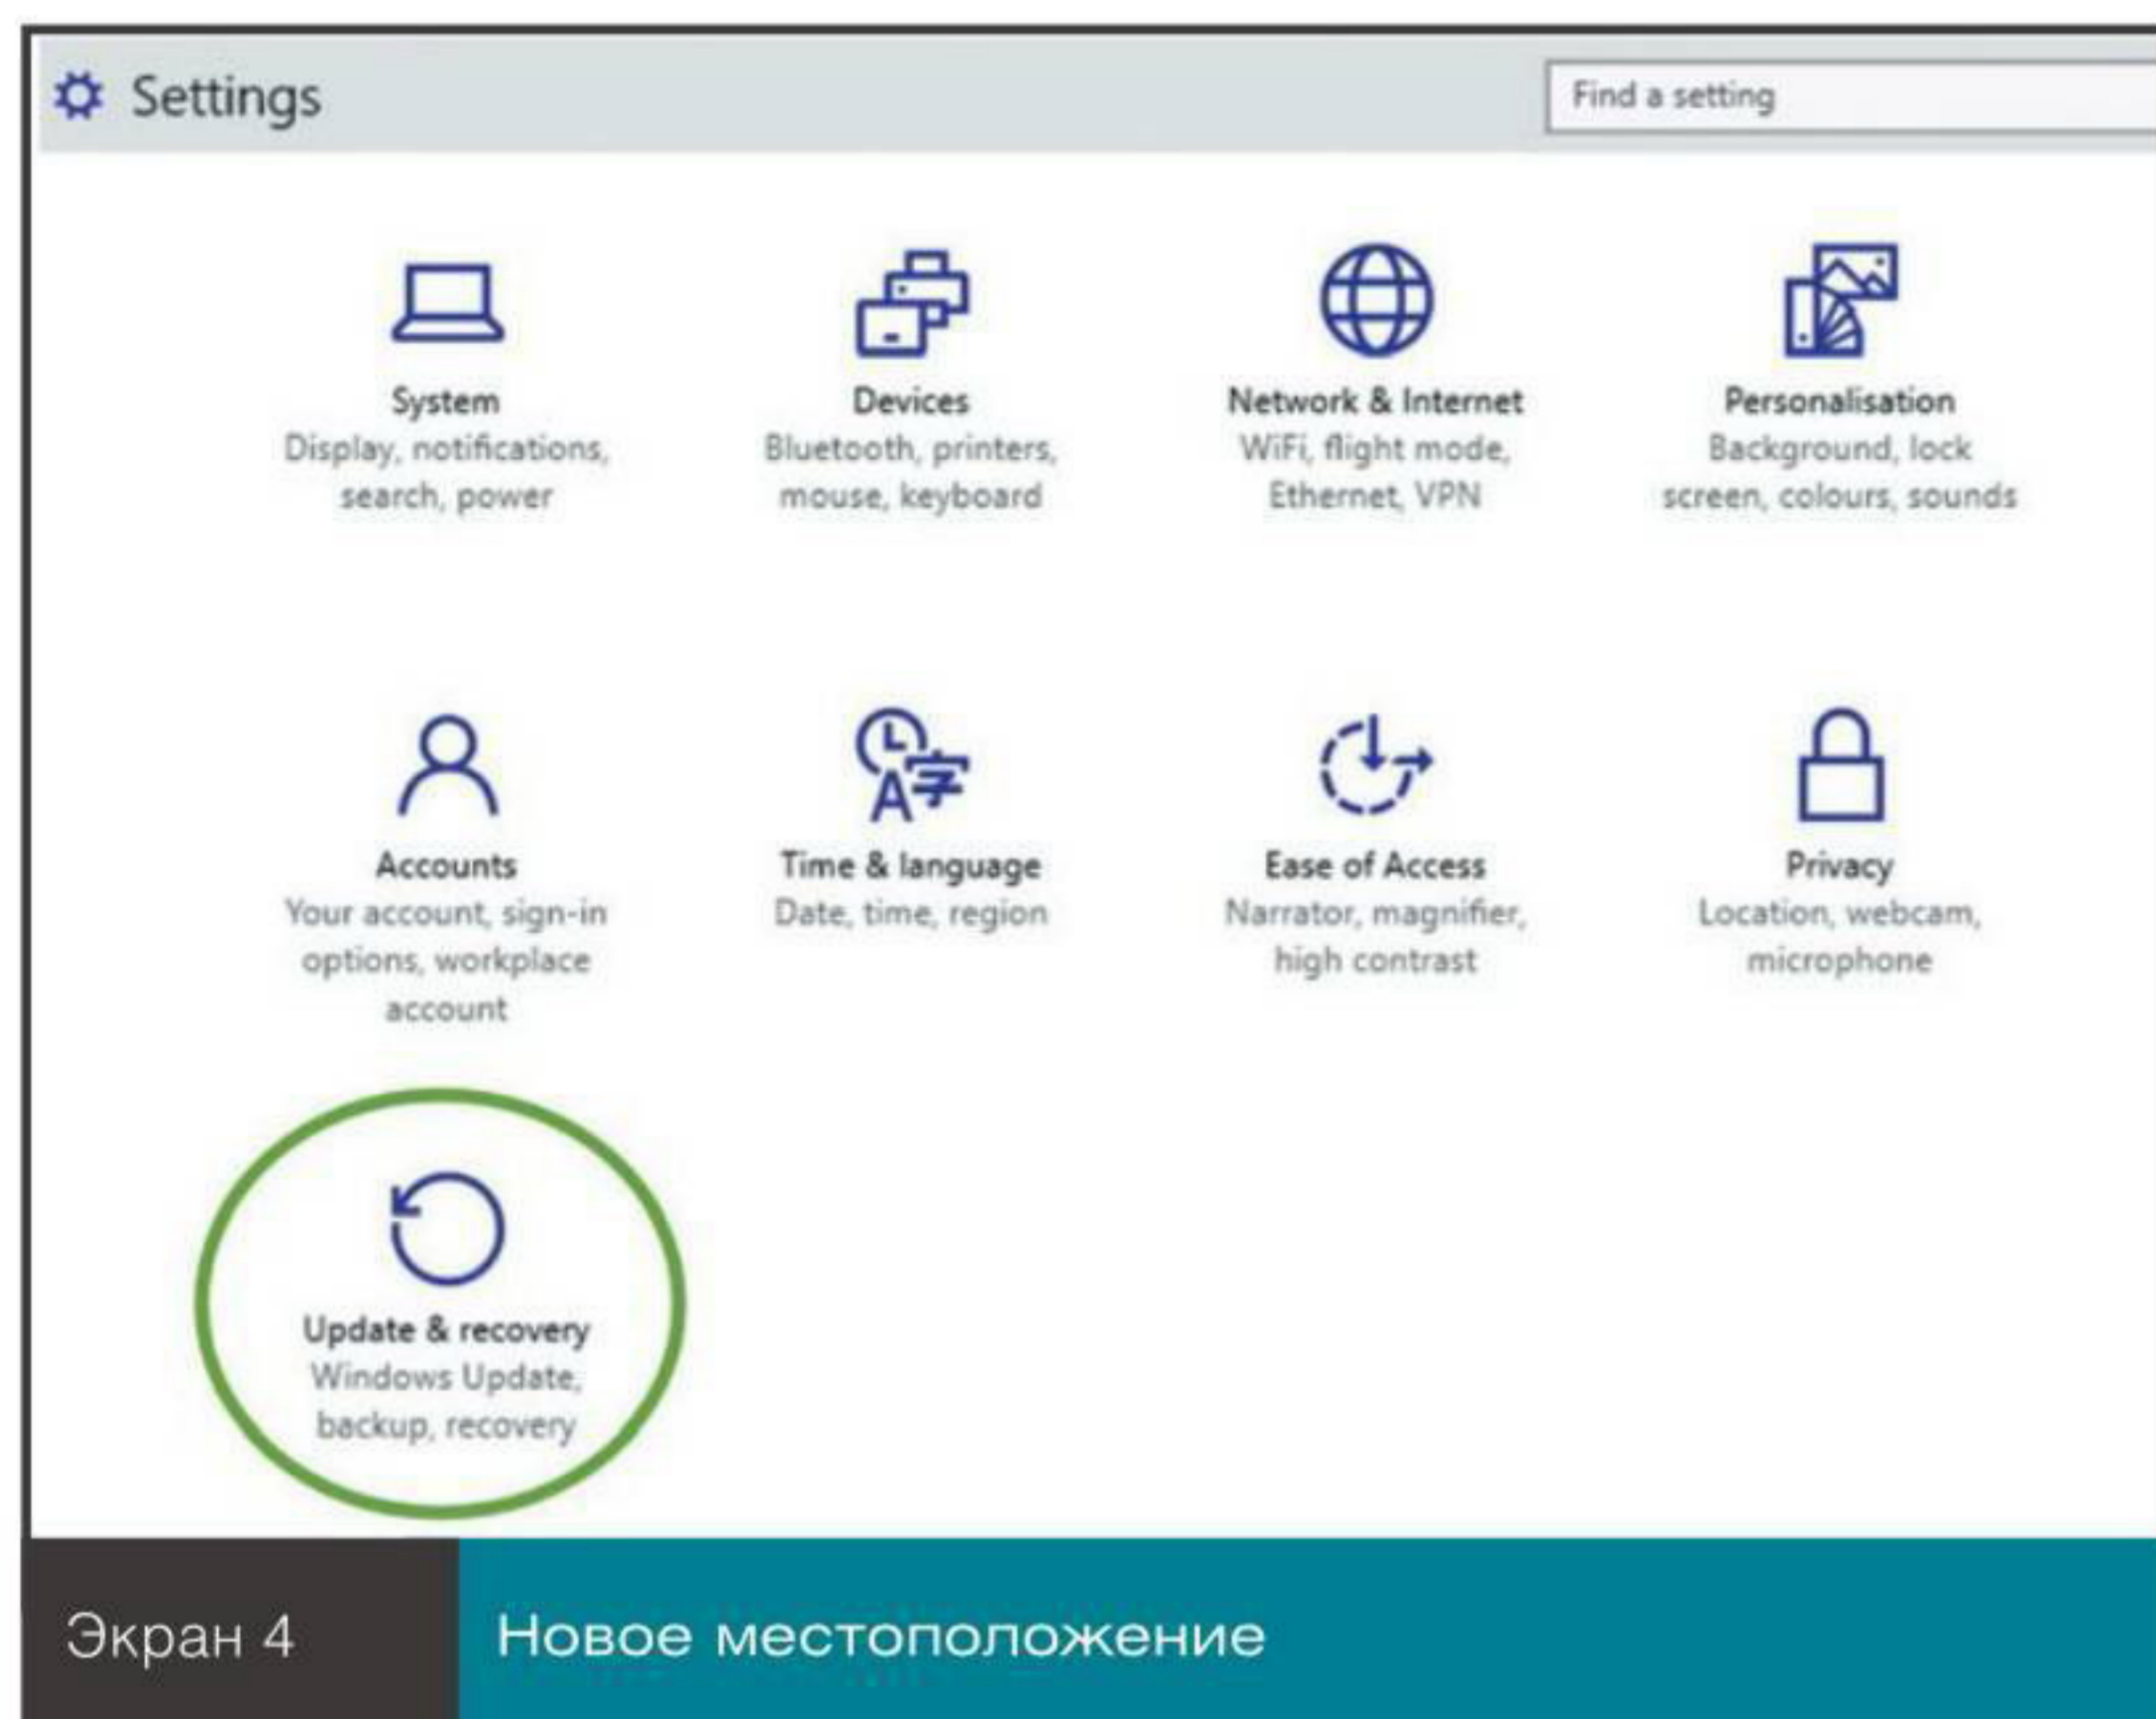 Settings
Find a setting
System
Display, notifications,
search, power
Devices
Bluetooth, printers,
mouse, keyboard
Network & Internet
WiFi, flight mode,
Ethernet, VPN
Personalisation
Background, lock
screen, colours, sounds
Accounts
Your account, sign-in
options, workplace
account
Time & language
Date, time, region
Ease of Access
Narrator, magnifier,
high contrast
Privacy
Location, webcam,
microphone
Update & recovery
Windows Update,
backup, recovery
Экран 4
Новое местоположение